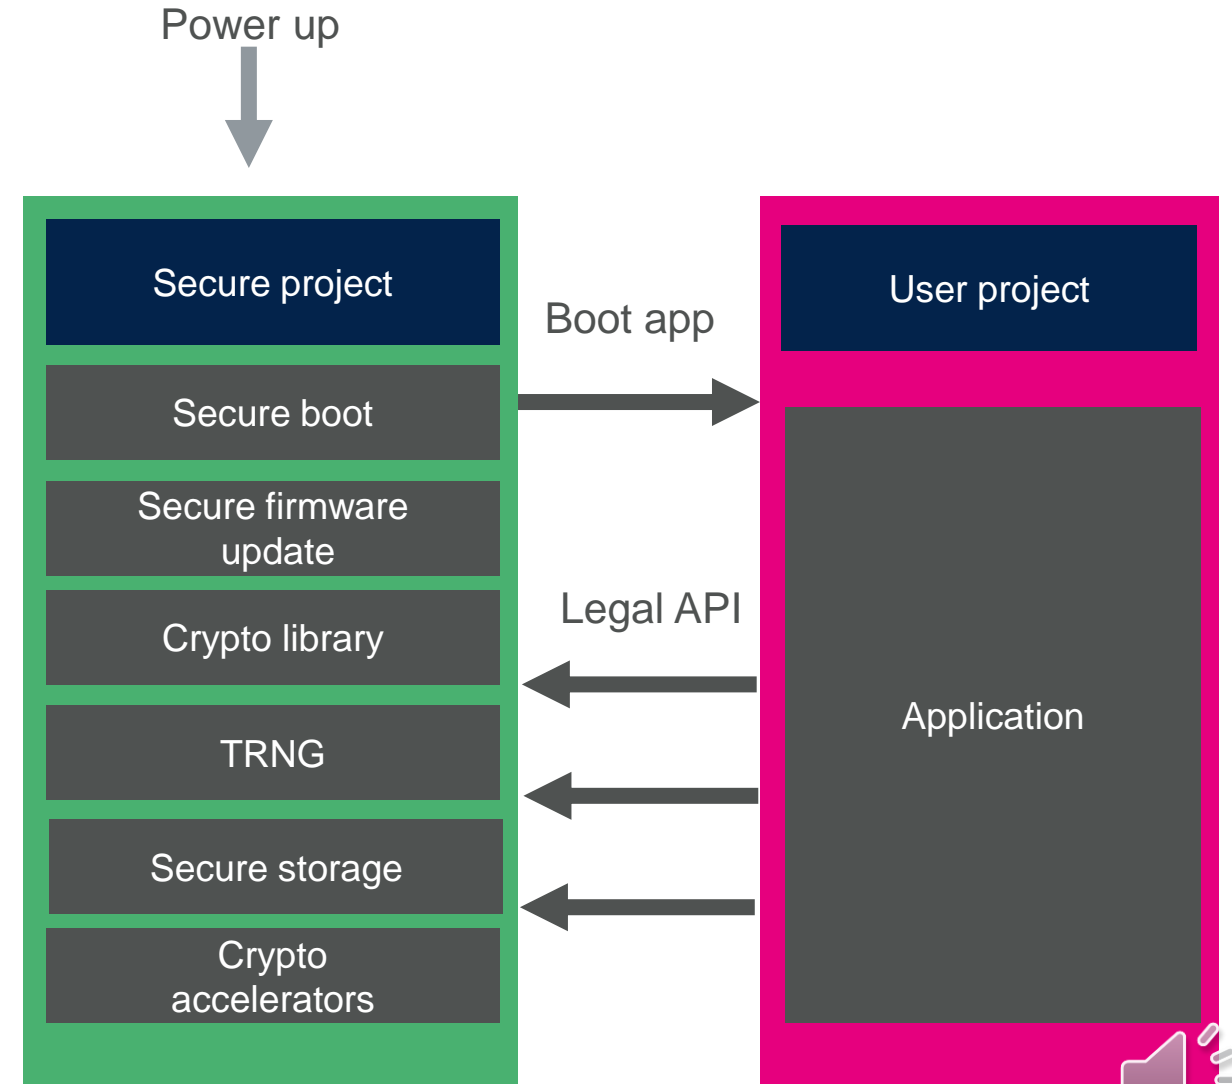 Power up
Secure project
Secure boot
Secure firmware
update
Crypto library
TRNG
Secure storage
Crypto
accelerators
Boot app
Legal API
User project
Application